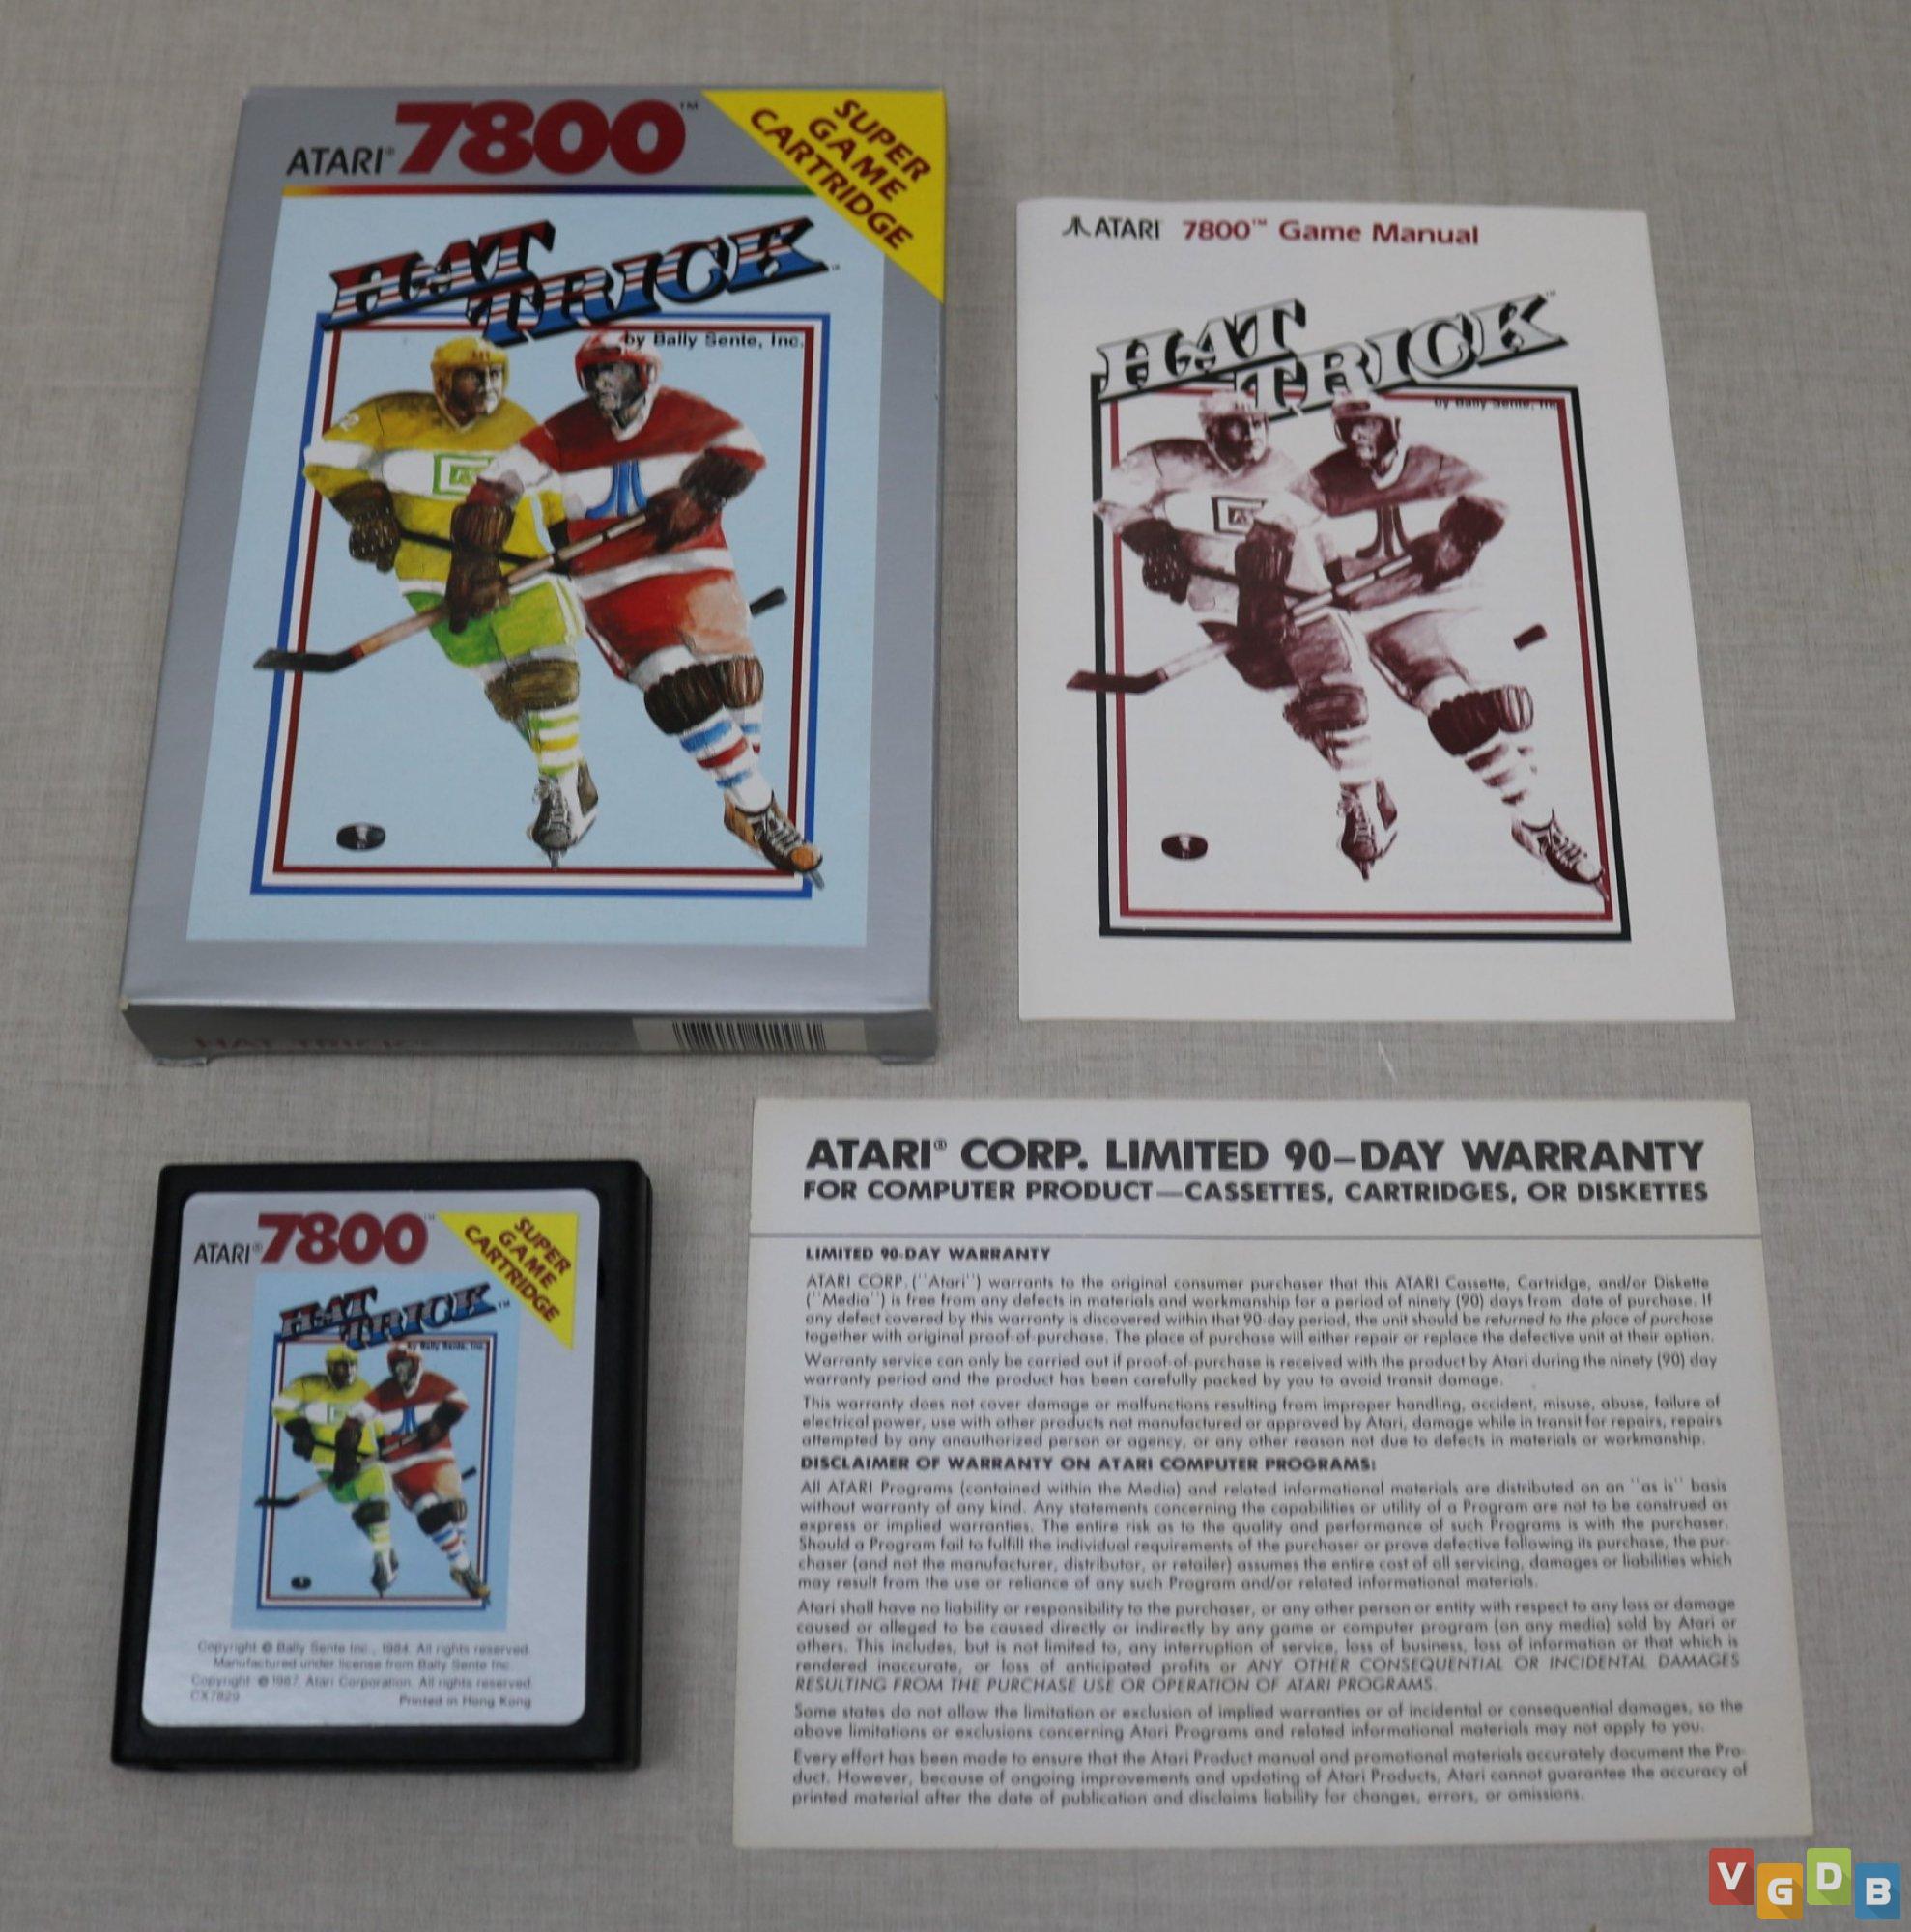 ATARI® 7800™
SUPER
GAME
CARTRIDGE
HAT
TRICK™
by Bally Sente, Inc.
2
HAT TRICK
ATARI 7800™ Game Manual
HAT
TRICK™
by Bally Sente, Inc.
ATARI® 7800™
SUPER
GAME
CARTRIDGE
HAT
TRICK™
by Bally Sente, Inc.
Copyright © Bally Sente Inc., 1984. All rights reserved.
Manufactured under license from Bally Sente Inc.
Copyright © 1987, Atari Corporation. All rights reserved.
CX7829 Printed in Hong Kong
ATARI® CORP. LIMITED 90–DAY WARRANTY
FOR COMPUTER PRODUCT—CASSETTES, CARTRIDGES, OR DISKETTES
LIMITED 90-DAY WARRANTY
ATARI CORP. (''Atari'') warrants to the original consumer purchaser that this ATARI Cassette, Cartridge, and/or Diskette
(''Media'') is free from any defects in materials and workmanship for a period of ninety (90) days from date of purchase. If
any defect covered by this warranty is discovered within that 90-day period, the unit should be returned to the place of purchase
together with original proof-of-purchase. The place of purchase will either repair or replace the defective unit at their option.
Warranty service can only be carried out if proof-of-purchase is received with the product by Atari during the ninety (90) day
warranty period and the product has been carefully packed by you to avoid transit damage.
This warranty does not cover damage or malfunctions resulting from improper handling, accident, misuse, abuse, failure of
electrical power, use with other products not manufactured or approved by Atari, damage while in transit for repairs, repairs
attempted by any unauthorized person or agency, or any other reason not due to defects in materials or workmanship.
DISCLAIMER OF WARRANTY ON ATARI COMPUTER PROGRAMS:
All ATARI Programs (contained within the Media) and related informational materials are distributed on an ''as is'' basis
without warranty of any kind. Any statements concerning the capabilities or utility of a Program are not to be construed as
express or implied warranties. The entire risk as to the quality and performance of such Programs is with the purchaser.
Should a Program fail to fulfill the individual requirements of the purchaser or prove defective following its purchase, the pur-
chaser (and not the manufacturer, distributor, or retailer) assumes the entire cost of all servicing, damages or liabilities which
may result from the use or reliance of any such Program and/or related informational materials.
Atari shall have no liability or responsibility to the purchaser, or any other person or entity with respect to any loss or damage
caused or alleged to be caused directly or indirectly by any game or computer program (on any media) sold by Atari or
others. This includes, but is not limited to, any interruption of service, loss of business, loss of information or that which is
rendered inaccurate, or loss of anticipated profits or ANY OTHER CONSEQUENTIAL OR INCIDENTAL DAMAGES
RESULTING FROM THE PURCHASE USE OR OPERATION OF ATARI PROGRAMS.
Some states do not allow the limitation or exclusion of implied warranties or of incidental or consequential damages, so the
above limitations or exclusions concerning Atari Programs and related informational materials may not apply to you.
Every effort has been made to ensure that the Atari Product manual and promotional materials accurately document the Pro-
duct. However, because of ongoing improvements and updating of Atari Products, Atari cannot guarantee the accuracy of
printed material after the date of publication and disclaims liability for changes, errors, or omissions.
VGDB